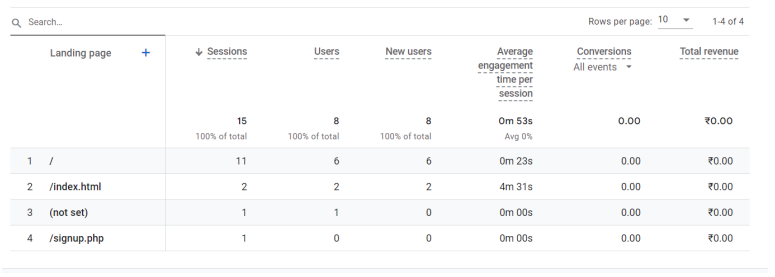 Search...
Rows per page: 10 1-4 of 4
Landing page + ↓ Sessions Users New users Average engagement time per session Conversions All events Total revenue
15 8 8 0m 53s 0.00 ₹0.00
100% of total 100% of total 100% of total Avg 0%
1 / 11 6 6 0m 23s 0.00 ₹0.00
2 /index.html 2 2 2 4m 31s 0.00 ₹0.00
3 (not set) 1 1 0 0m 00s 0.00 ₹0.00
4 /signup.php 1 0 0 0m 00s 0.00 ₹0.00